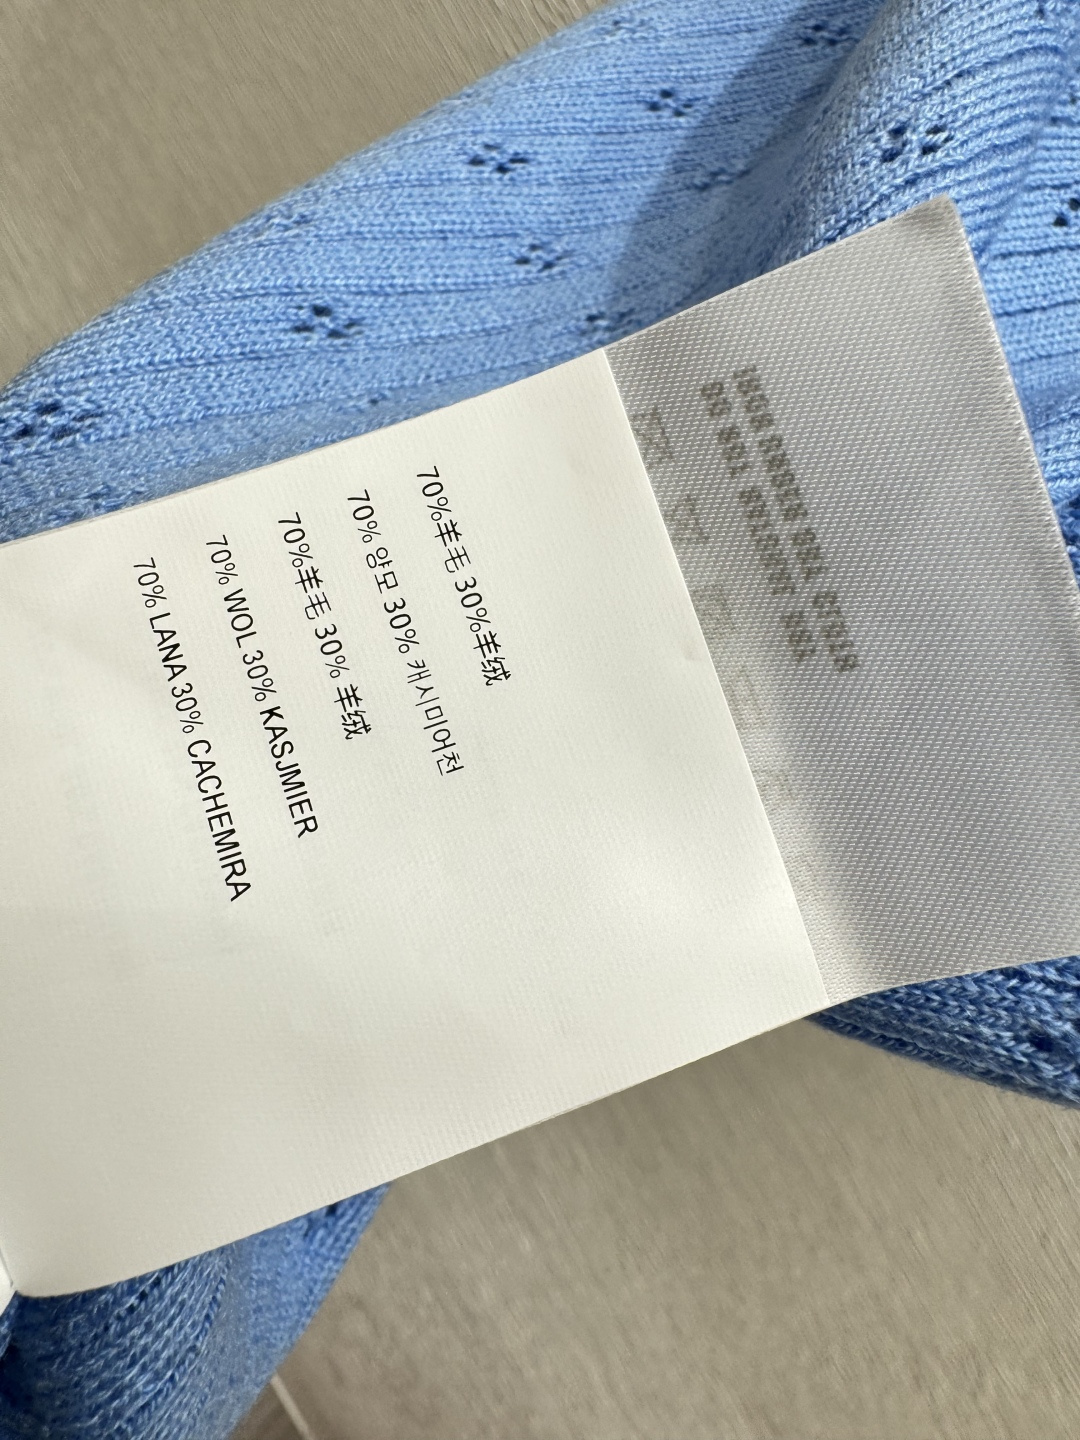 70%羊毛 30%羊绒
70% 양모 30% 캐시미어천
70%羊毛 30% 羊绒
70% WOL 30% KASJMIER
70% LANA 30% CACHEMIRA